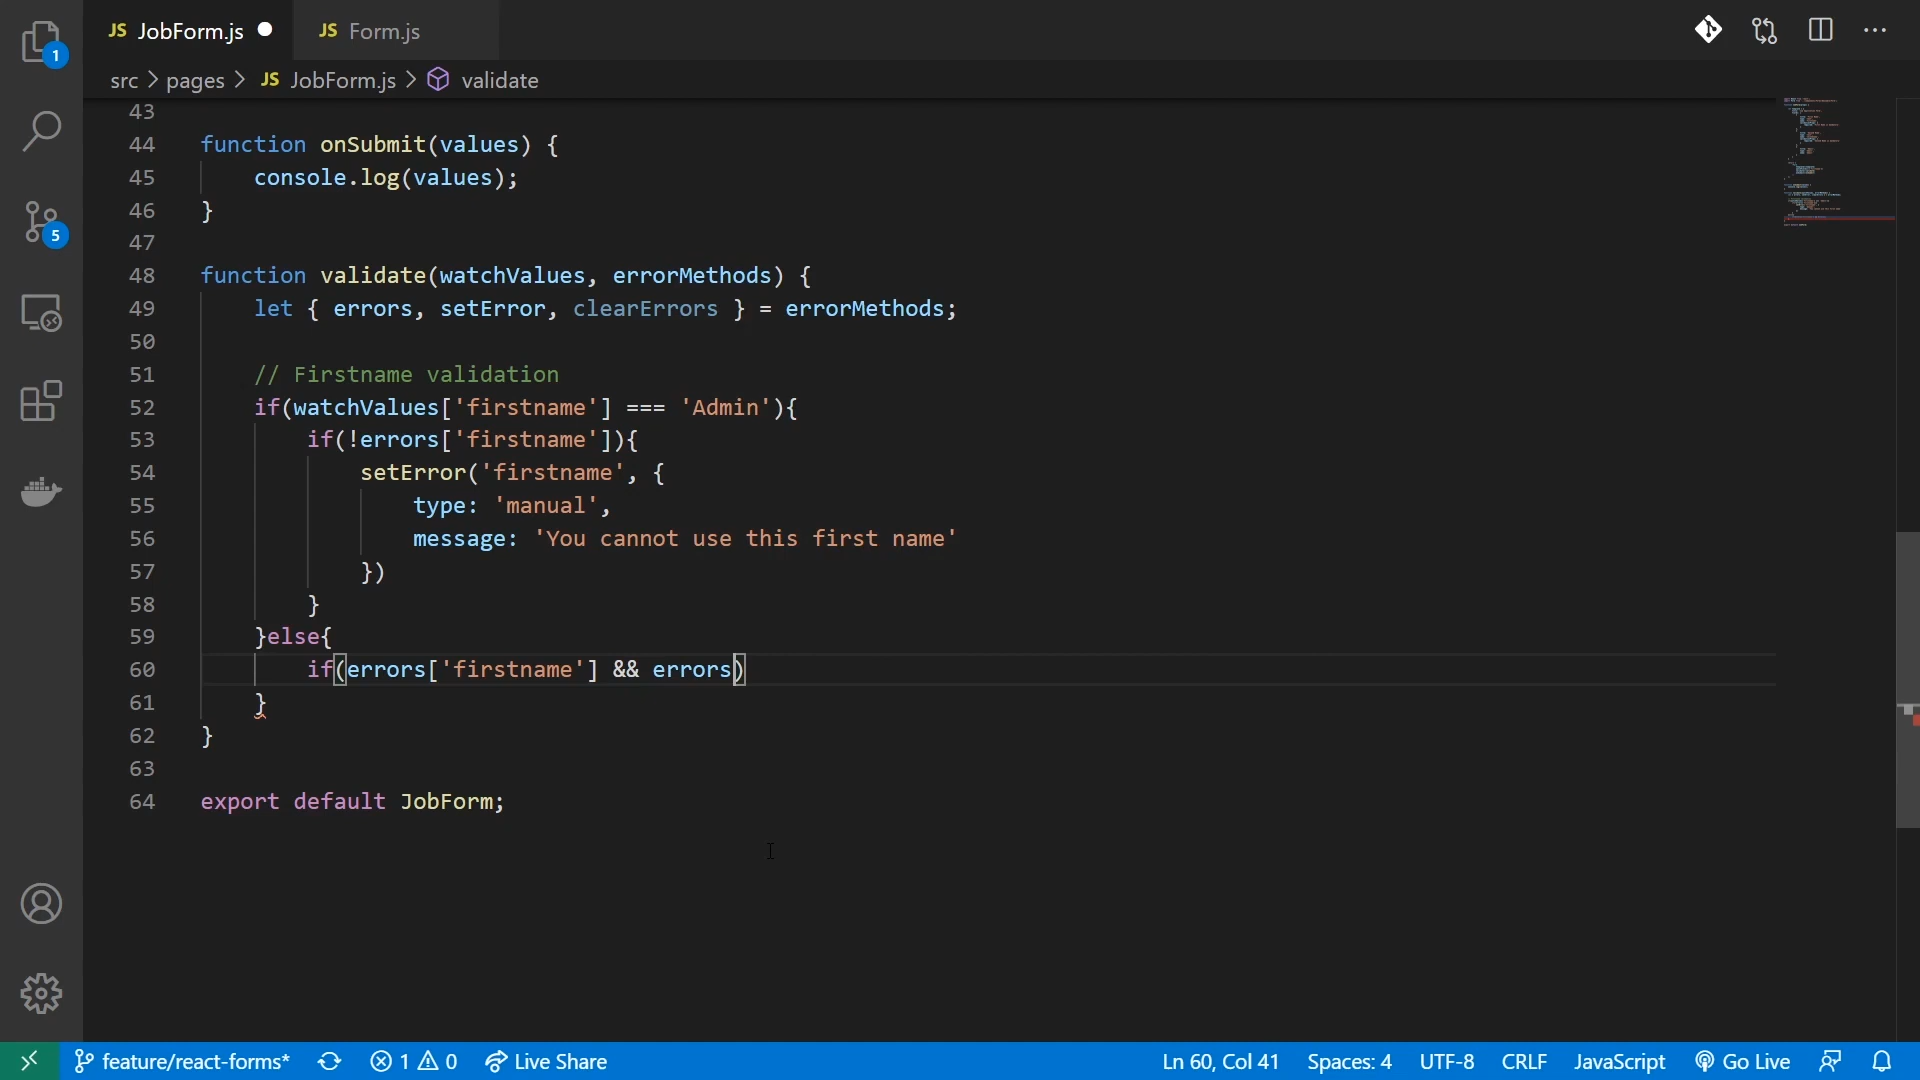 1
5
JS JobForm.js
JS Form.js
src > pages > JS JobForm.js > validate
43
44 function onSubmit(values) {
45 console.log(values);
46 }
47
48 function validate(watchValues, errorMethods) {
49 let { errors, setError, clearErrors } = errorMethods;
50
51 // Firstname validation
52 if(watchValues['firstname'] === 'Admin'){
53 if(!errors['firstname']){
54 setError('firstname', {
55 type: 'manual',
56 message: 'You cannot use this first name'
57 })
58 }
59 }else{
60 if(errors['firstname'] && errors)
61 }
62 }
63
64 export default JobForm;
feature/react-forms* 1 0 Live Share Ln 60, Col 41 Spaces: 4 UTF-8 CRLF JavaScript Go Live